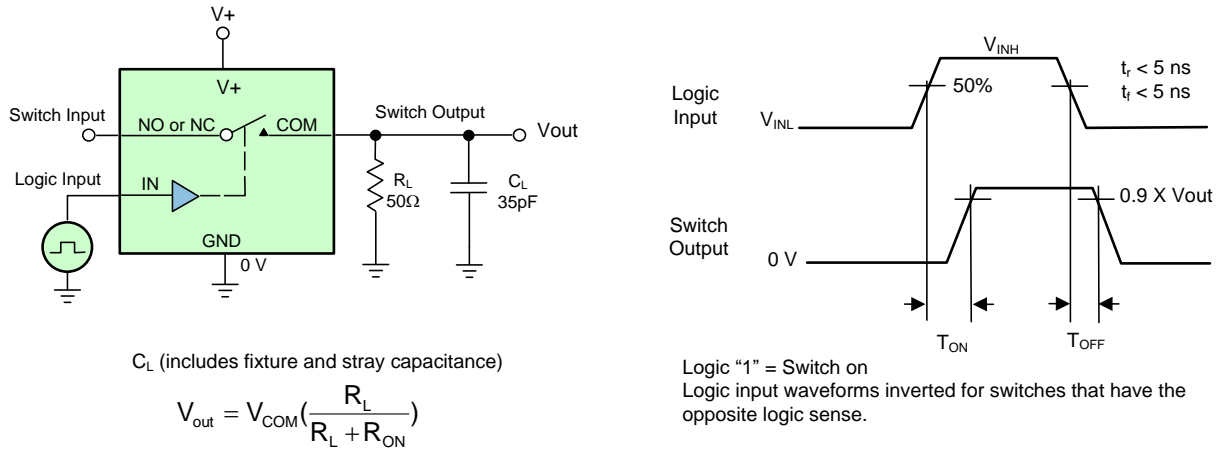 V+
V+
Switch Input
NO or NC
COM
Switch Output
Vout
Logic Input
IN
R_L
50Ω
C_L
35pF
GND
0 V
C_L (includes fixture and stray capacitance)
V_out = V_COM(R_L / R_L + R_ON)
V_INH
t_r < 5 ns
t_f < 5 ns
50%
Logic
Input
V_INL
0.9 X Vout
Switch
Output
0 V
T_ON
T_OFF
Logic “1” = Switch on
Logic input waveforms inverted for switches that have the
opposite logic sense.